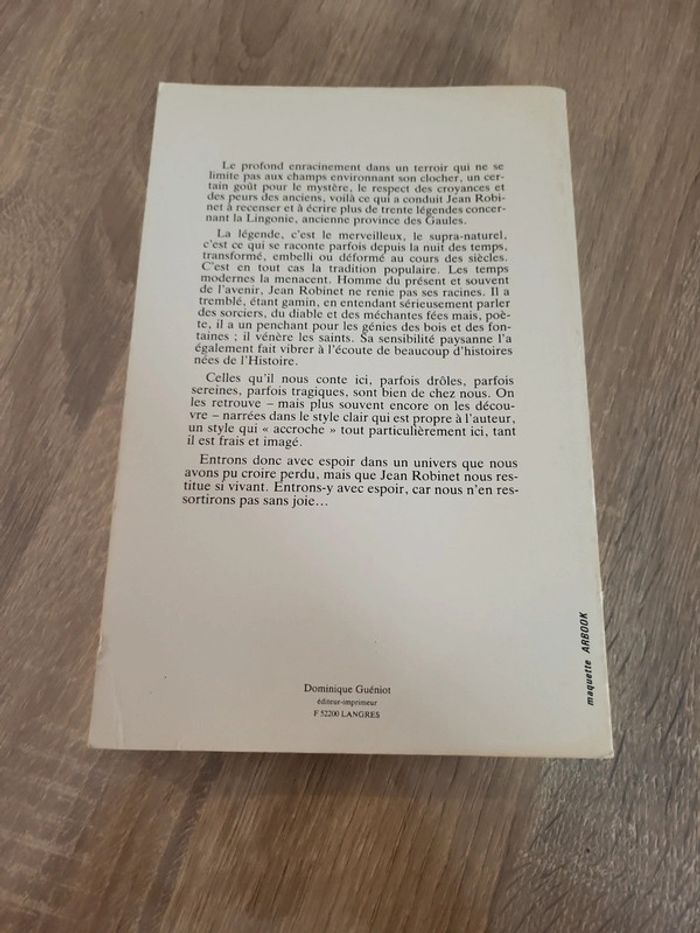 Le profond enracinement dans un terroir qui ne se
limite pas aux champs environnant son clocher, un cer-
tain goût pour le mystère, le respect des croyances et
des peurs des anciens, voilà ce qui a conduit Jean Robi-
net à recenser et à écrire plus de trente légendes concer-
nant la Lingonie, ancienne province des Gaules.
La légende, c'est le merveilleux, le supra-naturel,
c'est ce qui se raconte parfois depuis la nuit des temps,
transformé, embelli ou déformé au cours des siècles.
C'est en tout cas la tradition populaire. Les temps
modernes la menacent. Homme du présent et souvent
de l'avenir, Jean Robinet ne renie pas ses racines. Il a
tremblé, étant gamin, en entendant sérieusement parler
des sorciers, du diable et des méchantes fées mais, poè-
te, il a un penchant pour les génies des bois et des fon-
taines ; il vénère les saints. Sa sensibilité paysanne l'a
également fait vibrer à l'écoute de beaucoup d'histoires
nées de l'Histoire.
Celles qu'il nous conte ici, parfois drôles, parfois
sereines, parfois tragiques, sont bien de chez nous. On
les retrouve – mais plus souvent encore on les décou-
vre – narrées dans le style clair qui est propre à l'auteur,
un style qui « accroche » tout particulièrement ici, tant
il est frais et imagé.
Entrons donc avec espoir dans un univers que nous
avons pu croire perdu, mais que Jean Robinet nous res-
titue si vivant. Entrons-y avec espoir, car nous n'en res-
sortirons pas sans joie...
maquette ARBOOK
Dominique Guéniot
éditeur-imprimeur
F 52200 LANGRES